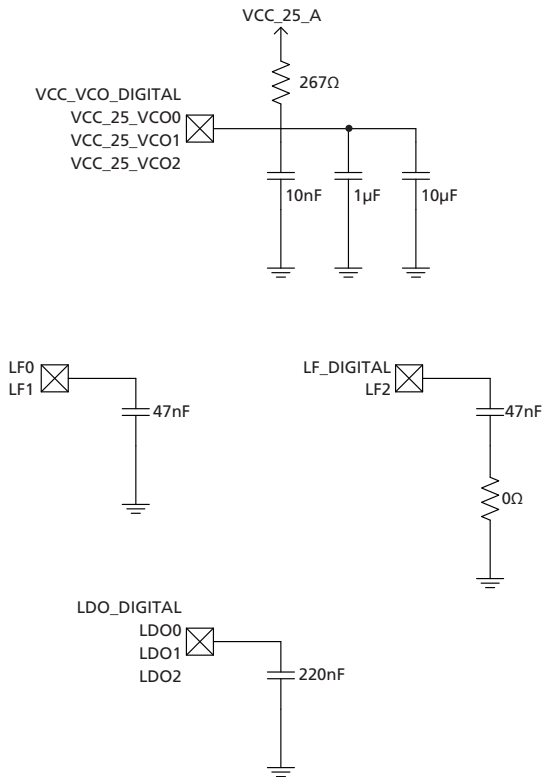 VCC_25_A
267Ω
VCC_VCO_DIGITAL
VCC_25_VCO0
VCC_25_VCO1
VCC_25_VCO2
10nF
1µF
10µF
LF0
LF1
47nF
LF_DIGITAL
LF2
47nF
0Ω
LDO_DIGITAL
LDO0
LDO1
LDO2
220nF